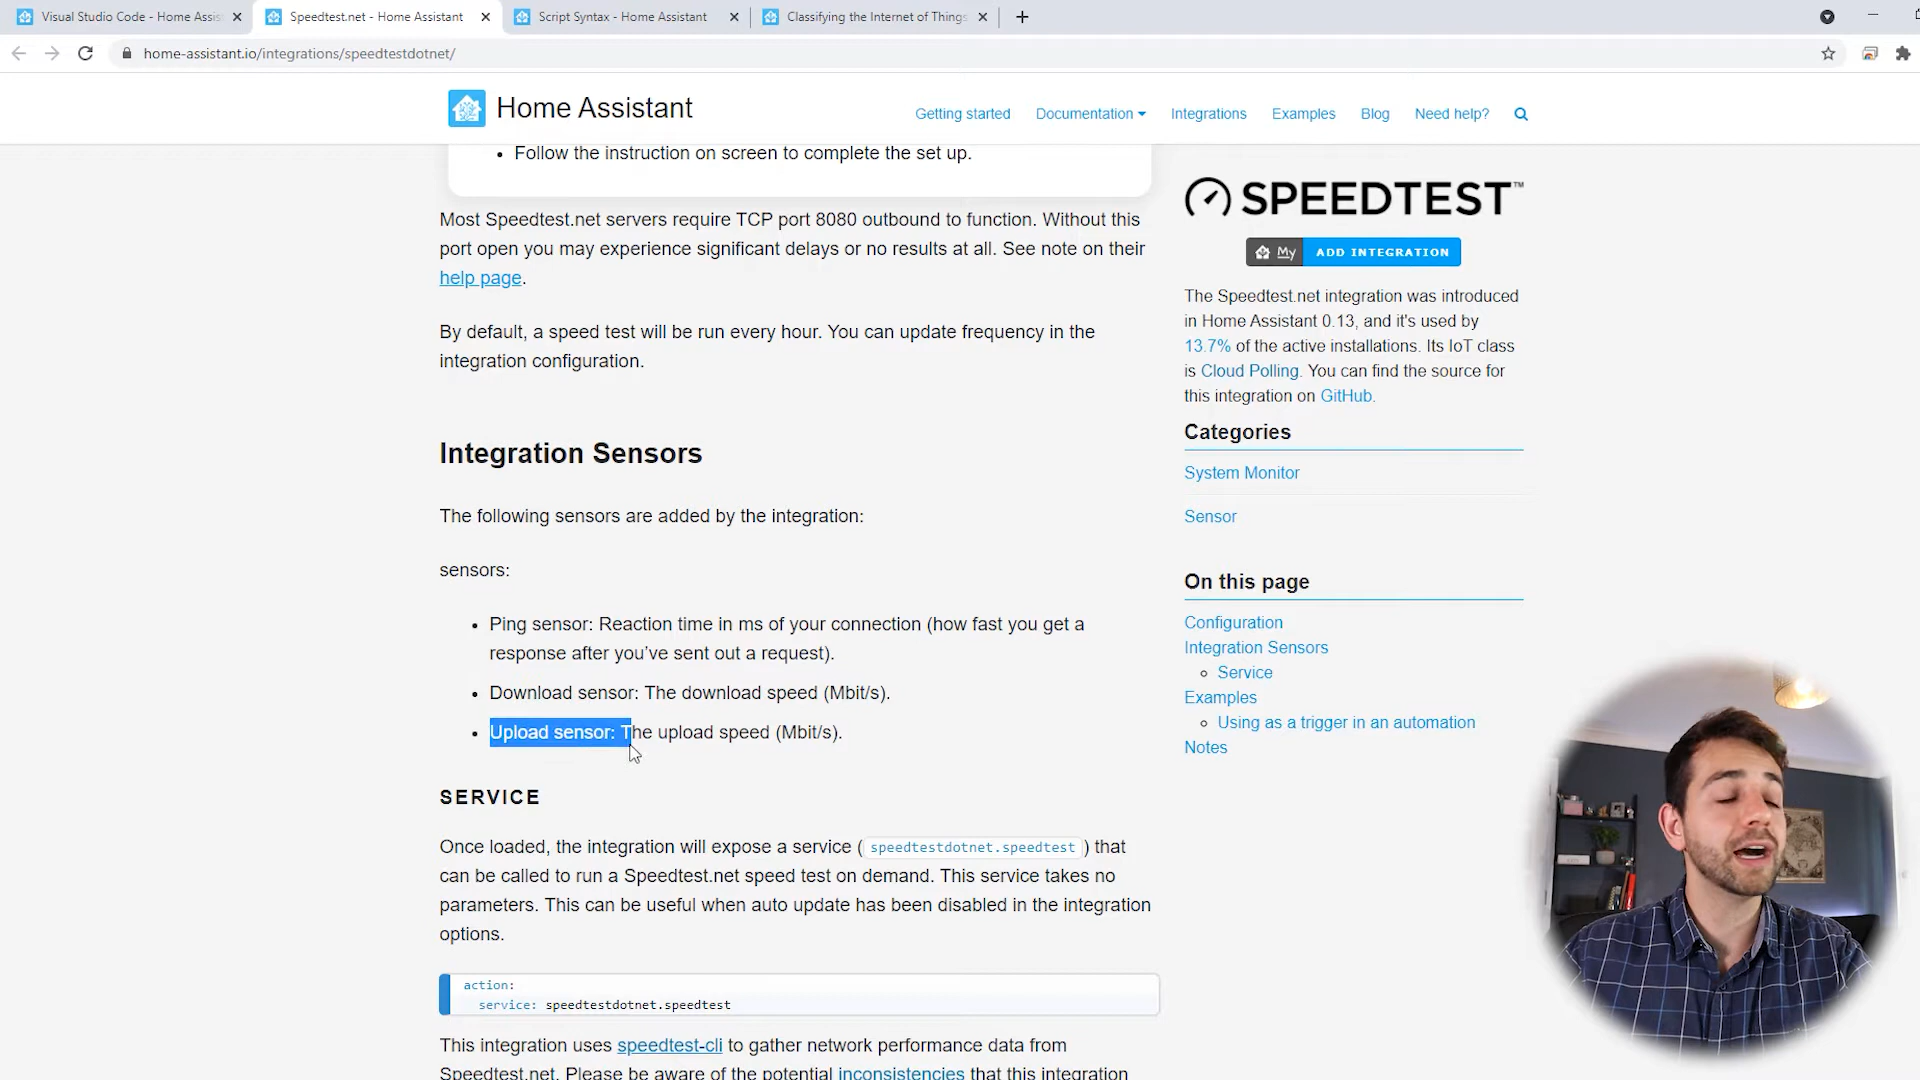 Visual Studio Code - Home Assis
Speedtest.net - Home Assistant
Script Syntax - Home Assistant
Classifying the Internet of Things
home-assistant.io/integrations/speedtestdotnet/
Home Assistant
Getting started
Documentation
Integrations
Examples
Blog
Need help?
• Follow the instruction on screen to complete the set up.
Most Speedtest.net servers require TCP port 8080 outbound to function. Without this
port open you may experience significant delays or no results at all. See note on their
help page.
By default, a speed test will be run every hour. You can update frequency in the
integration configuration.
Integration Sensors
The following sensors are added by the integration:
sensors:
• Ping sensor: Reaction time in ms of your connection (how fast you get a
response after you’ve sent out a request).
• Download sensor: The download speed (Mbit/s).
• Upload sensor: The upload speed (Mbit/s).
SERVICE
Once loaded, the integration will expose a service ( speedtestdotnet.speedtest ) that
can be called to run a Speedtest.net speed test on demand. This service takes no
parameters. This can be useful when auto update has been disabled in the integration
options.
action:
service: speedtestdotnet.speedtest
This integration uses speedtest-cli to gather network performance data from
Speedtest.net. Please be aware of the potential inconsistencies that this integration
SPEEDTEST™
My ADD INTEGRATION
The Speedtest.net integration was introduced
in Home Assistant 0.13, and it's used by
13.7% of the active installations. Its IoT class
is Cloud Polling. You can find the source for
this integration on GitHub.
Categories
System Monitor
Sensor
On this page
Configuration
Integration Sensors
Service
Examples
Using as a trigger in an automation
Notes